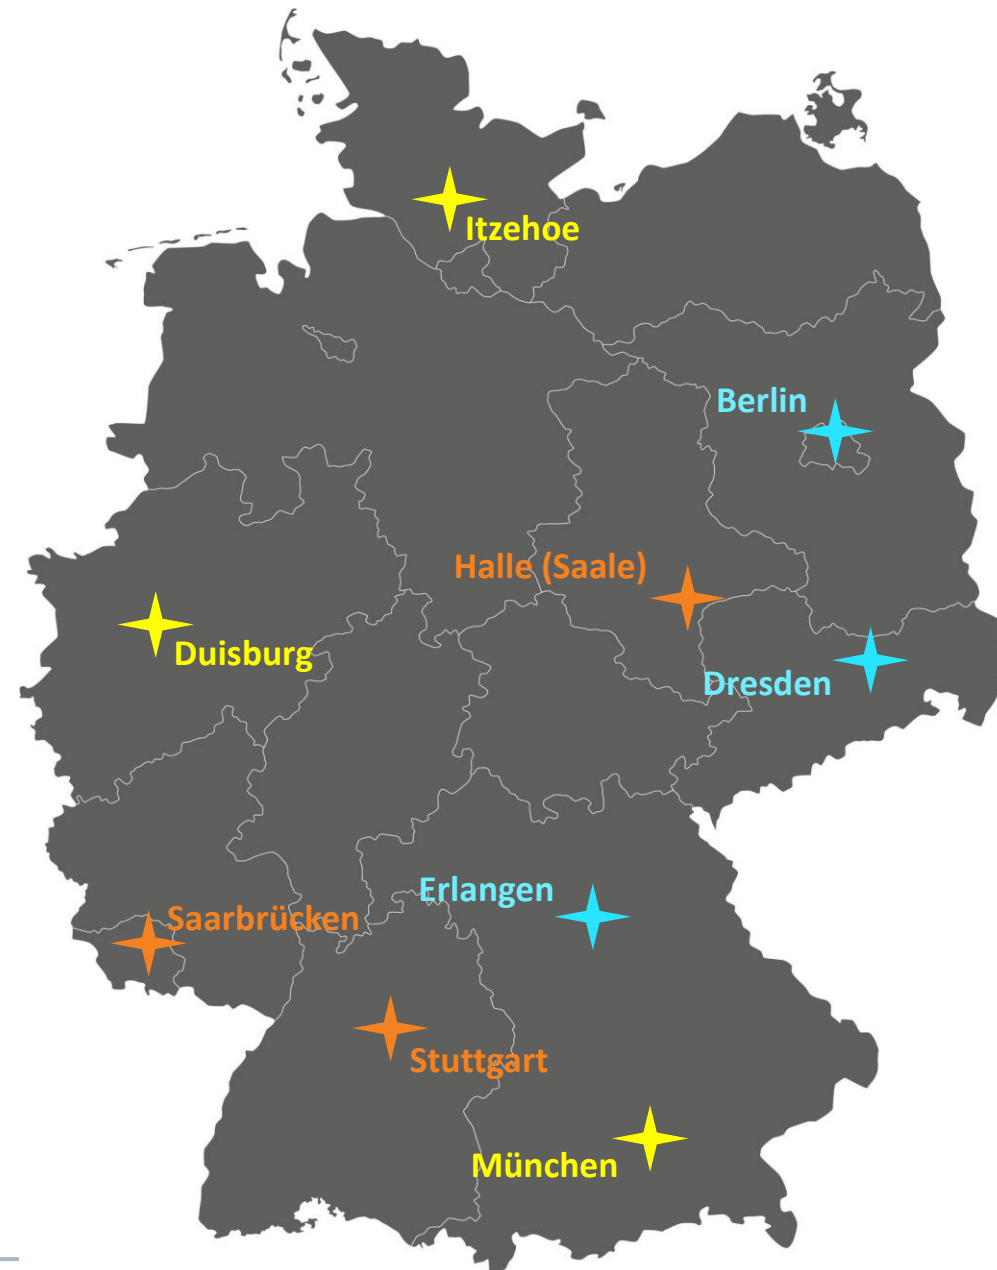 Itzehoe
Berlin
Halle (Saale)
Duisburg
Dresden
Erlangen
Saarbrücken
Stuttgart
München